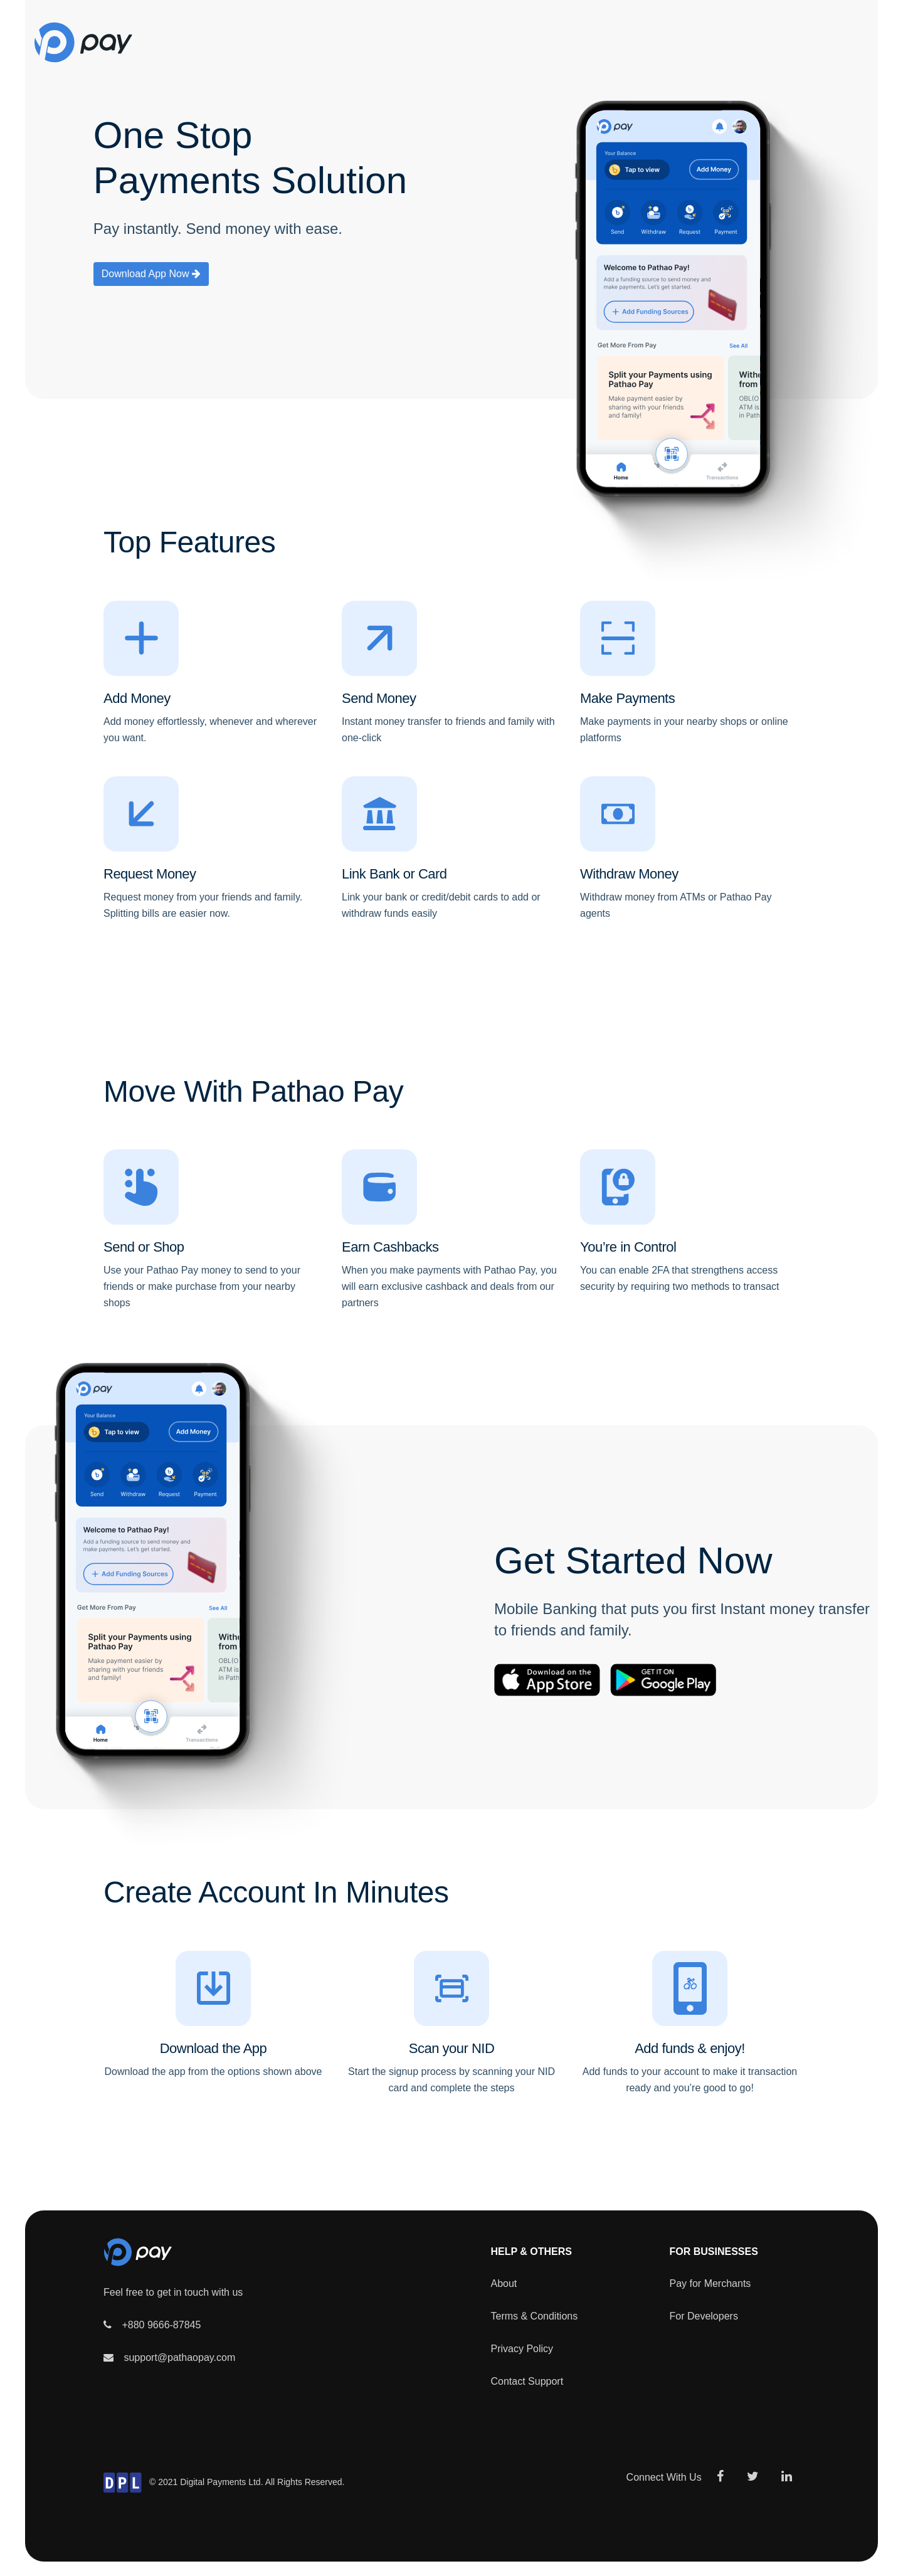 pay
One Stop
Payments Solution
Pay instantly. Send money with ease.
Download App Now
pay
Your Balance
Tap to view
Add Money
Send
Withdraw
Request
Payment
Welcome to Pathao Pay!
Add a funding source to send money and
make payments. Let's get started.
Add Funding Sources
Get More From Pay
See All
Split your Payments using
Pathao Pay
Make payment easier by
sharing with your friends
and family!
from
OBL(O
ATM is
in Path
Home
Transactions
Top Features
Add Money
Add money effortlessly, whenever and wherever
you want.
Send Money
Instant money transfer to friends and family with
one-click
Make Payments
Make payments in your nearby shops or online
platforms
Request Money
Request money from your friends and family.
Splitting bills are easier now.
Link Bank or Card
Link your bank or credit/debit cards to add or
withdraw funds easily
Withdraw Money
Withdraw money from ATMs or Pathao Pay
agents
Move With Pathao Pay
Send or Shop
Use your Pathao Pay money to send to your
friends or make purchase from your nearby
shops
Earn Cashbacks
When you make payments with Pathao Pay, you
will earn exclusive cashback and deals from our
partners
You're in Control
You can enable 2FA that strengthens access
security by requiring two methods to transact
pay
Your Balance
Tap to view
Add Money
Send
Withdraw
Request
Payment
Welcome to Pathao Pay!
Add a funding source to send money and
make payments. Let's get started.
Add Funding Sources
Get More From Pay
See All
Split your Payments using
Pathao Pay
Make payment easier by
sharing with your friends
and family!
from
OBL(O
ATM is
in Path
Home
Transactions
Get Started Now
Mobile Banking that puts you first Instant money transfer
to friends and family.
Download on the
App Store
GET IT ON
Google Play
Create Account In Minutes
Download the App
Download the app from the options shown above
Scan your NID
Start the signup process by scanning your NID
card and complete the steps
Add funds & enjoy!
Add funds to your account to make it transaction
ready and you're good to go!
pay
Feel free to get in touch with us
+880 9666-87845
support@pathaopay.com
HELP & OTHERS
About
Terms & Conditions
Privacy Policy
Contact Support
FOR BUSINESSES
Pay for Merchants
For Developers
DPL
© 2021 Digital Payments Ltd. All Rights Reserved.
Connect With Us